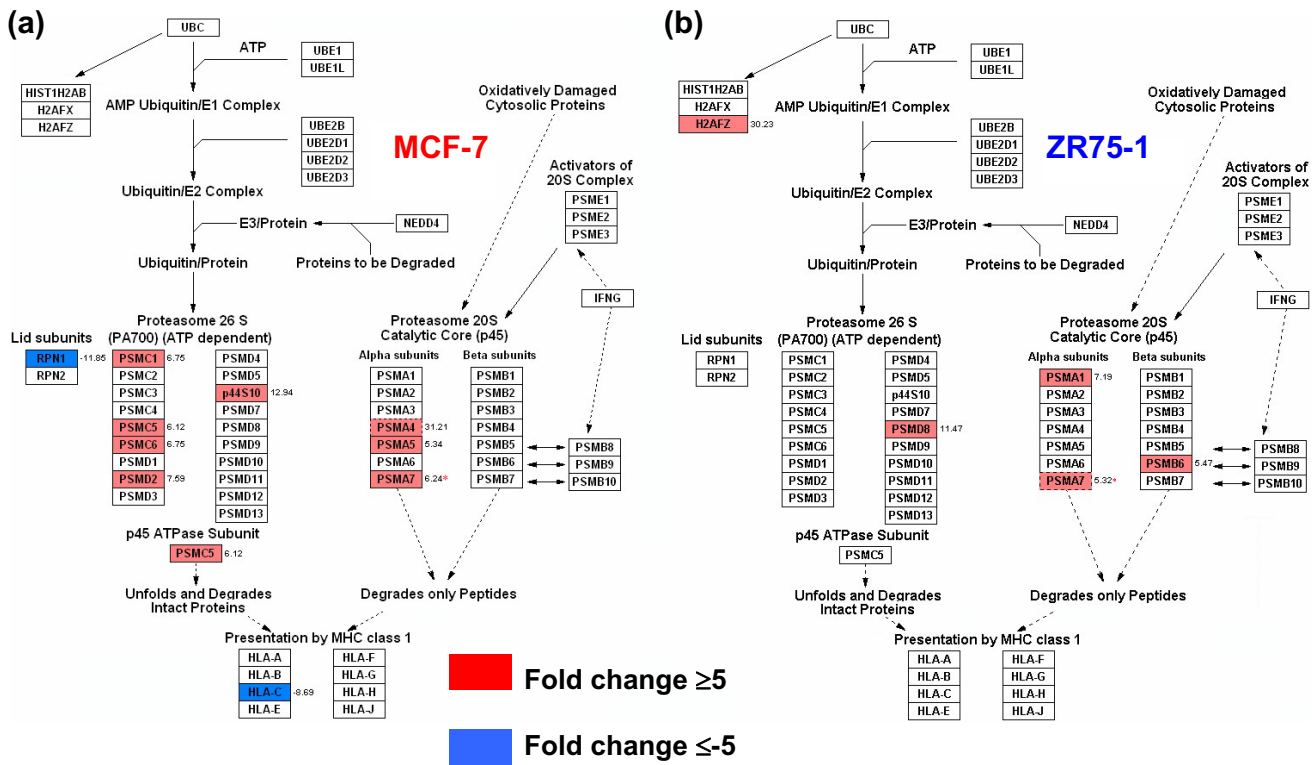 (a)
UBC
ATP
UBE1
UBE1L
HIST1H2AB
H2AFX
H2AFZ
AMP Ubiquitin/E1 Complex
Oxidatively Damaged
Cytosolic Proteins
UBE2B
UBE2D1
UBE2D2
UBE2D3
MCF-7
Ubiquitin/E2 Complex
Activators of
20S Complex
PSME1
PSME2
PSME3
E3/Protein
NEDD4
Ubiquitin/Protein
Proteins to be Degraded
IFNG
Proteasome 26 S
(PA700) (ATP dependent)
Proteasome 20S
Catalytic Core (p45)
Lid subunits
RPN1 -11.85
RPN2
PSMC1 6.75
PSMC2
PSMC3
PSMC4
PSMC5 6.12
PSMC6 6.75
PSMD1
PSMD2 7.59
PSMD3
PSMD4
PSMD5
p44S10 12.94
PSMD7
PSMD8
PSMD9
PSMD10
PSMD11
PSMD12
PSMD13
Alpha subunits
PSMA1
PSMA2
PSMA3
PSMA4 31.21
PSMA5 5.34
PSMA6
PSMA7 6.24*
Beta subunits
PSMB1
PSMB2
PSMB3
PSMB4
PSMB5
PSMB6
PSMB7
PSMB8
PSMB9
PSMB10
p45 ATPase Subunit
PSMC5 6.12
Unfolds and Degrades
Intact Proteins
Degrades only Peptides
Presentation by MHC class 1
HLA-A
HLA-B
HLA-C -8.69
HLA-E
HLA-F
HLA-G
HLA-H
HLA-J
(b)
UBC
ATP
UBE1
UBE1L
HIST1H2AB
H2AFX
H2AFZ 30.23
AMP Ubiquitin/E1 Complex
Oxidatively Damaged
Cytosolic Proteins
UBE2B
UBE2D1
UBE2D2
UBE2D3
ZR75-1
Ubiquitin/E2 Complex
Activators of
20S Complex
PSME1
PSME2
PSME3
E3/Protein
NEDD4
Ubiquitin/Protein
Proteins to be Degraded
IFNG
Proteasome 26 S
(PA700) (ATP dependent)
Proteasome 20S
Catalytic Core (p45)
Lid subunits
RPN1
RPN2
PSMC1
PSMC2
PSMC3
PSMC4
PSMC5
PSMC6
PSMD1
PSMD2
PSMD3
PSMD4
PSMD5
p44S10
PSMD7
PSMD8 11.47
PSMD9
PSMD10
PSMD11
PSMD12
PSMD13
Alpha subunits
PSMA1 7.19
PSMA2
PSMA3
PSMA4
PSMA5
PSMA6
PSMA7 5.32*
Beta subunits
PSMB1
PSMB2
PSMB3
PSMB4
PSMB5
PSMB6 5.47
PSMB7
PSMB8
PSMB9
PSMB10
p45 ATPase Subunit
PSMC5
Unfolds and Degrades
Intact Proteins
Degrades only Peptides
Presentation by MHC class 1
HLA-A
HLA-B
HLA-C
HLA-E
HLA-F
HLA-G
HLA-H
HLA-J
Fold change ≥5
Fold change ≤-5